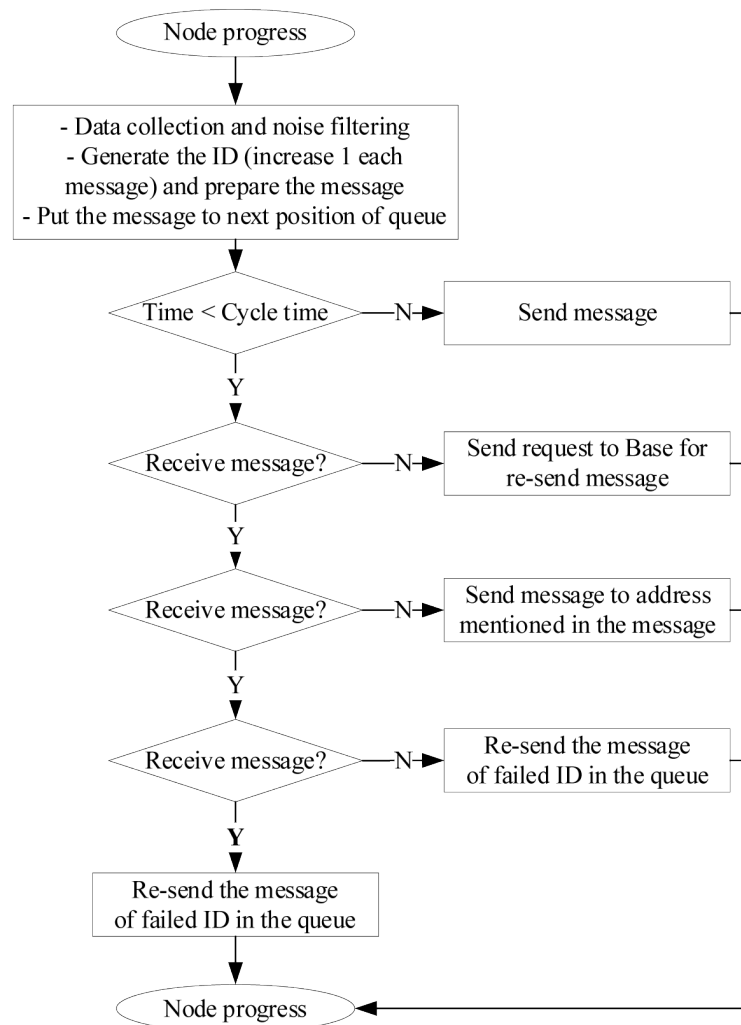 Node progress
- Data collection and noise filtering
- Generate the ID (increase 1 each
message) and prepare the message
- Put the message to next position of queue
Time < Cycle time
N
Send message
Y
Receive message?
N
Send request to Base for
re-send message
Y
Receive message?
N
Send message to address
mentioned in the message
Y
Receive message?
N
Re-send the message
of failed ID in the queue
Y
Re-send the message
of failed ID in the queue
Node progress